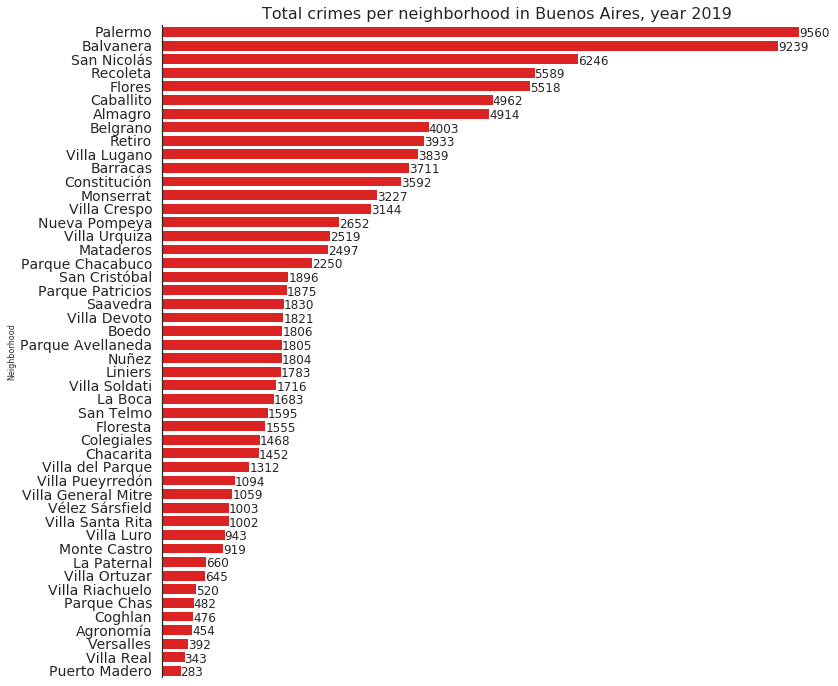 Total crimes per neighborhood in Buenos Aires, year 2019
Palermo 9560
Balvanera 9239
San Nicolás 6246
Recoleta 5589
Flores 5518
Caballito 4962
Almagro 4914
Belgrano 4003
Retiro 3933
Villa Lugano 3839
Barracas 3711
Constitución 3592
Monserrat 3227
Villa Crespo 3144
Nueva Pompeya 2652
Villa Urquiza 2519
Mataderos 2497
Parque Chacabuco 2250
San Cristóbal 1896
Parque Patricios 1875
Saavedra 1830
Villa Devoto 1821
Boedo 1806
Parque Avellaneda 1805
Nuñez 1804
Liniers 1783
Villa Soldati 1716
La Boca 1683
San Telmo 1595
Floresta 1555
Colegiales 1468
Chacarita 1452
Villa del Parque 1312
Villa Pueyrredón 1094
Villa General Mitre 1059
Vélez Sársfield 1003
Villa Santa Rita 1002
Villa Luro 943
Monte Castro 919
La Paternal 660
Villa Ortuzar 645
Villa Riachuelo 520
Parque Chas 482
Coghlan 476
Agronomía 454
Versalles 392
Villa Real 343
Puerto Madero 283
Neighborhood